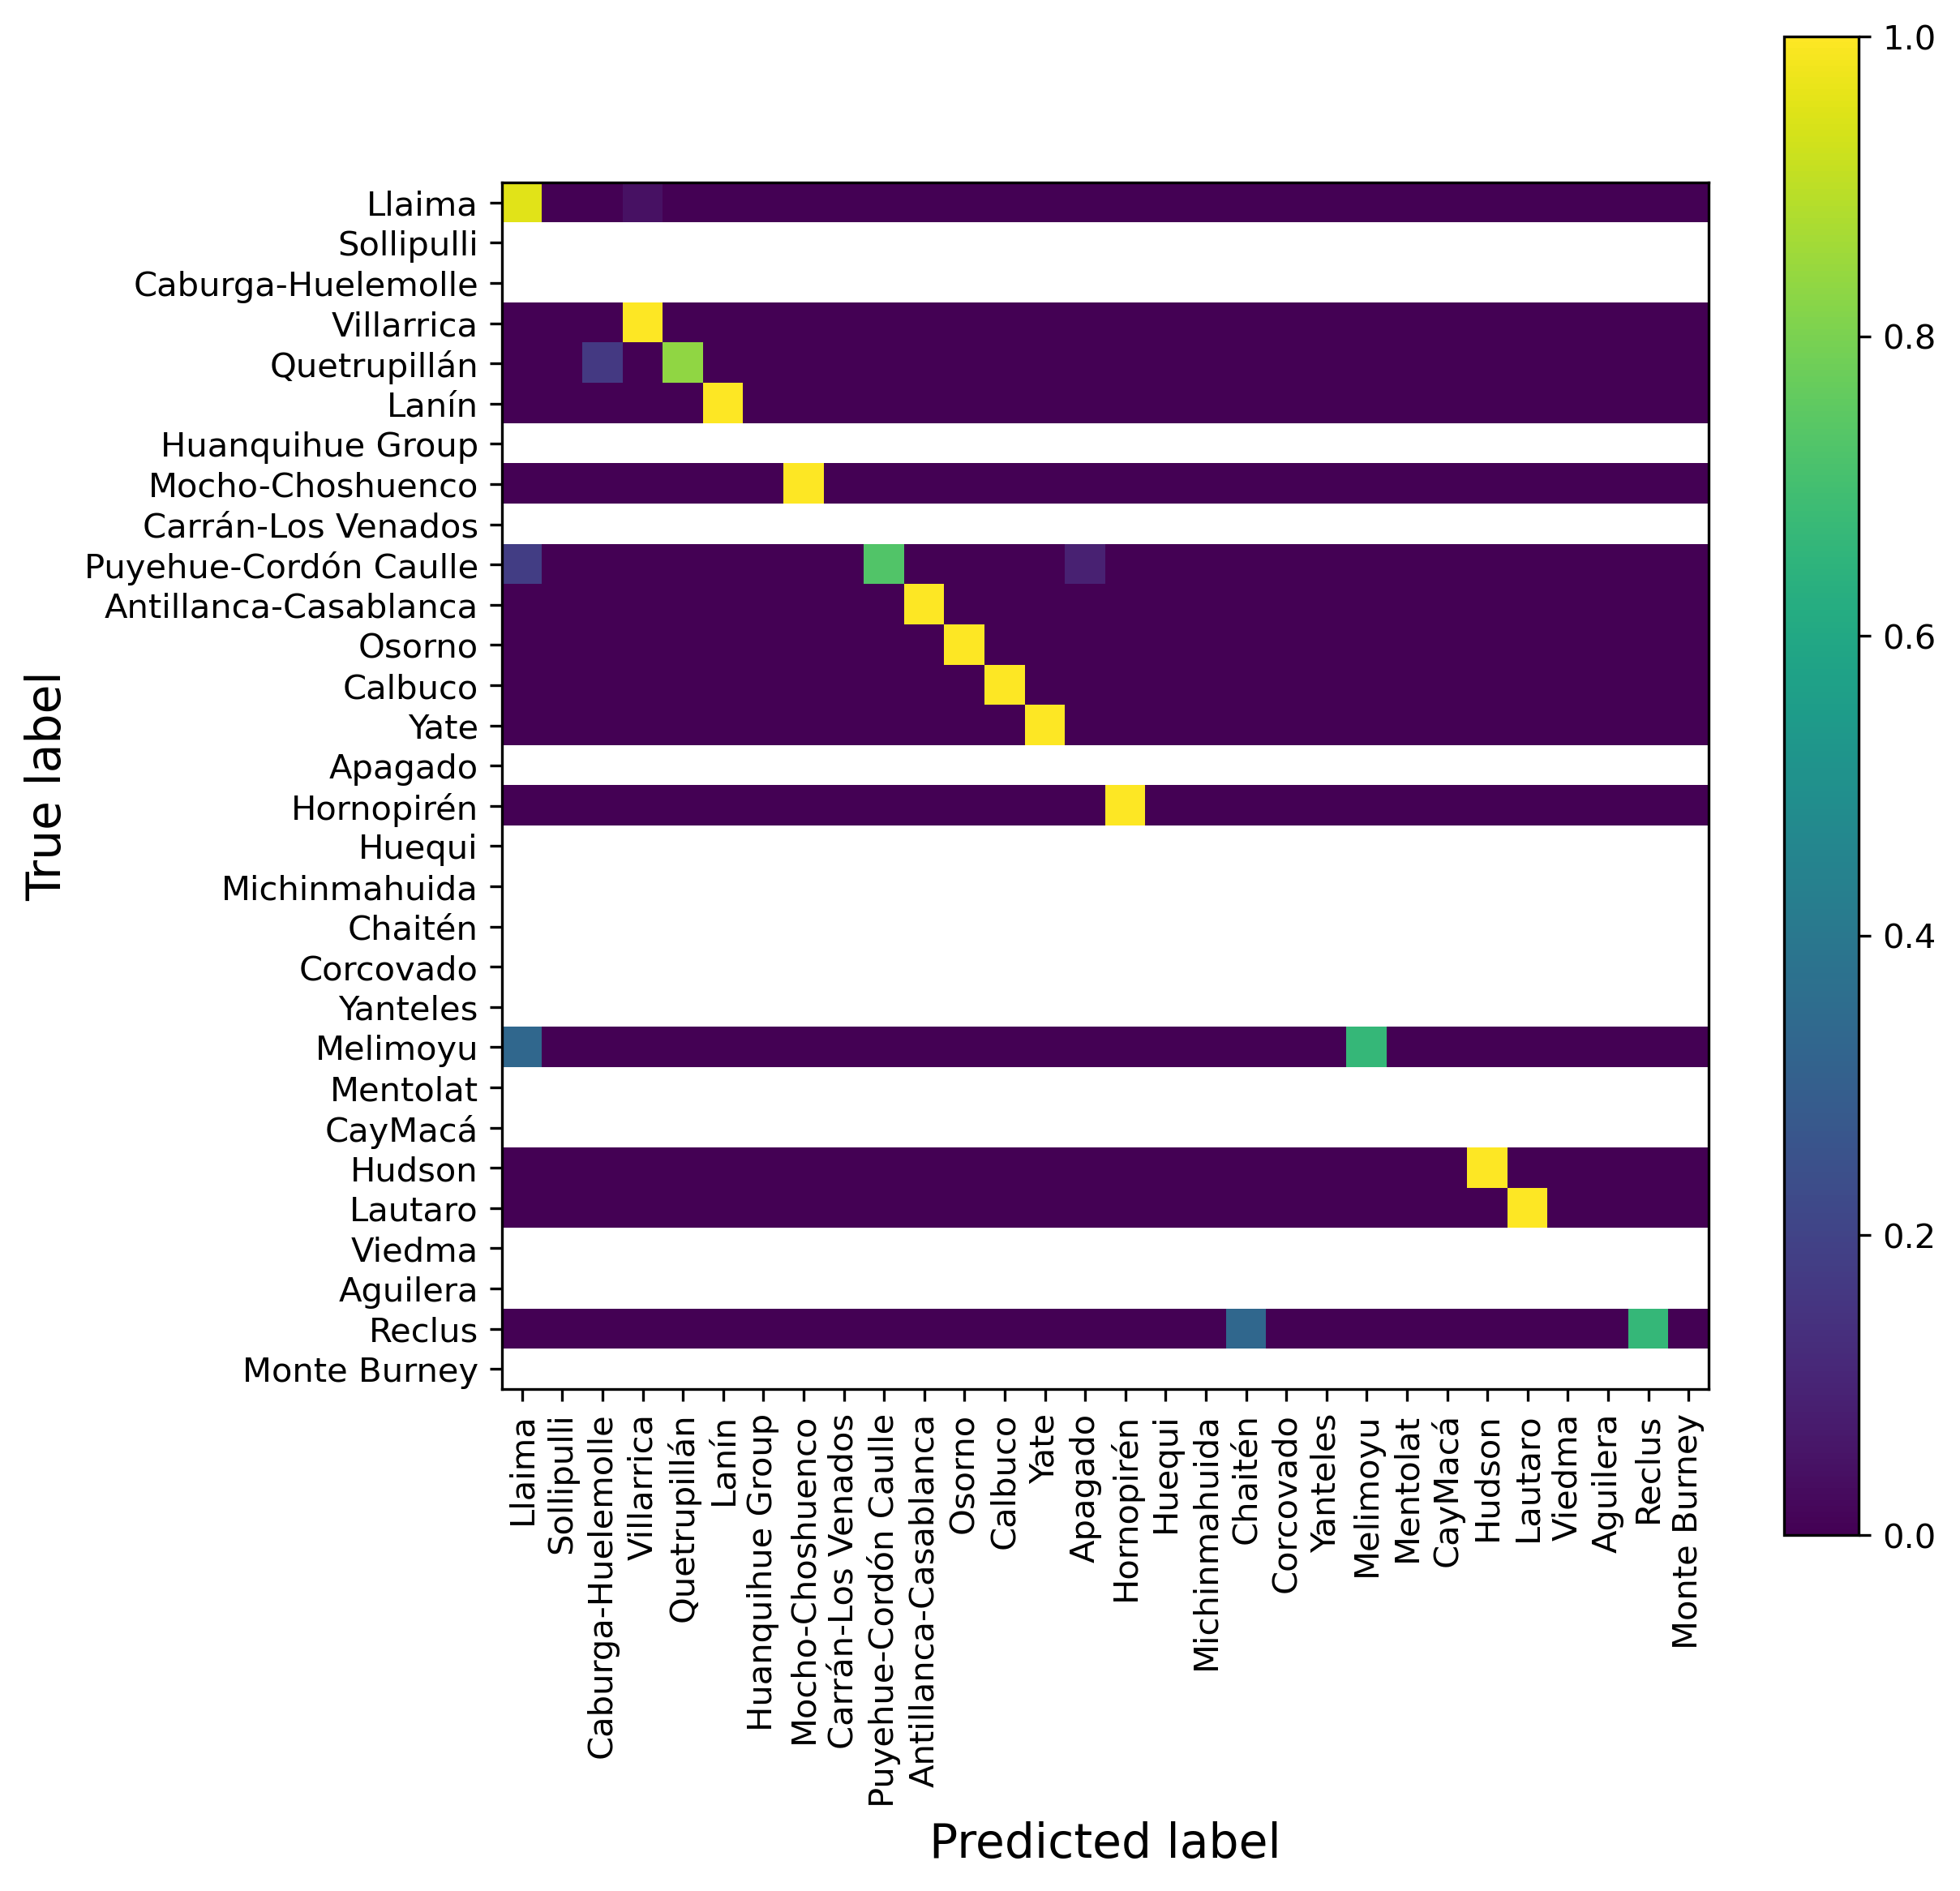 True label
Llaima
Sollipulli
Caburga-Huelemolle
Villarrica
Quetrupillán
Lanín
Huanquihue Group
Mocho-Choshuenco
Carrán-Los Venados
Puyehue-Cordón Caulle
Antillanca-Casablanca
Osorno
Calbuco
Yate
Apagado
Hornopirén
Huequi
Michinmahuida
Chaitén
Corcovado
Yanteles
Melimoyu
Mentolat
CayMacá
Hudson
Lautaro
Viedma
Aguilera
Reclus
Monte Burney
Llaima
Sollipulli
Caburga-Huelemolle
Villarrica
Quetrupillán
Lanín
Huanquihue Group
Mocho-Choshuenco
Carrán-Los Venados
Puyehue-Cordón Caulle
Antillanca-Casablanca
Osorno
Calbuco
Yate
Apagado
Hornopirén
Huequi
Michinmahuida
Chaitén
Corcovado
Yanteles
Melimoyu
Mentolat
CayMacá
Hudson
Lautaro
Viedma
Aguilera
Reclus
Monte Burney
Predicted label
1.0
0.8
0.6
0.4
0.2
0.0